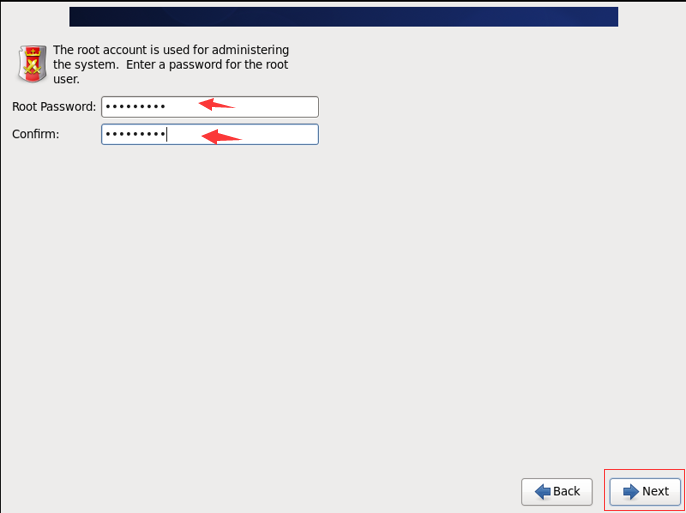 The root account is used for administering
the system.  Enter a password for the root
user.
Root Password: •••••••••
Confirm: •••••••••
Back
Next